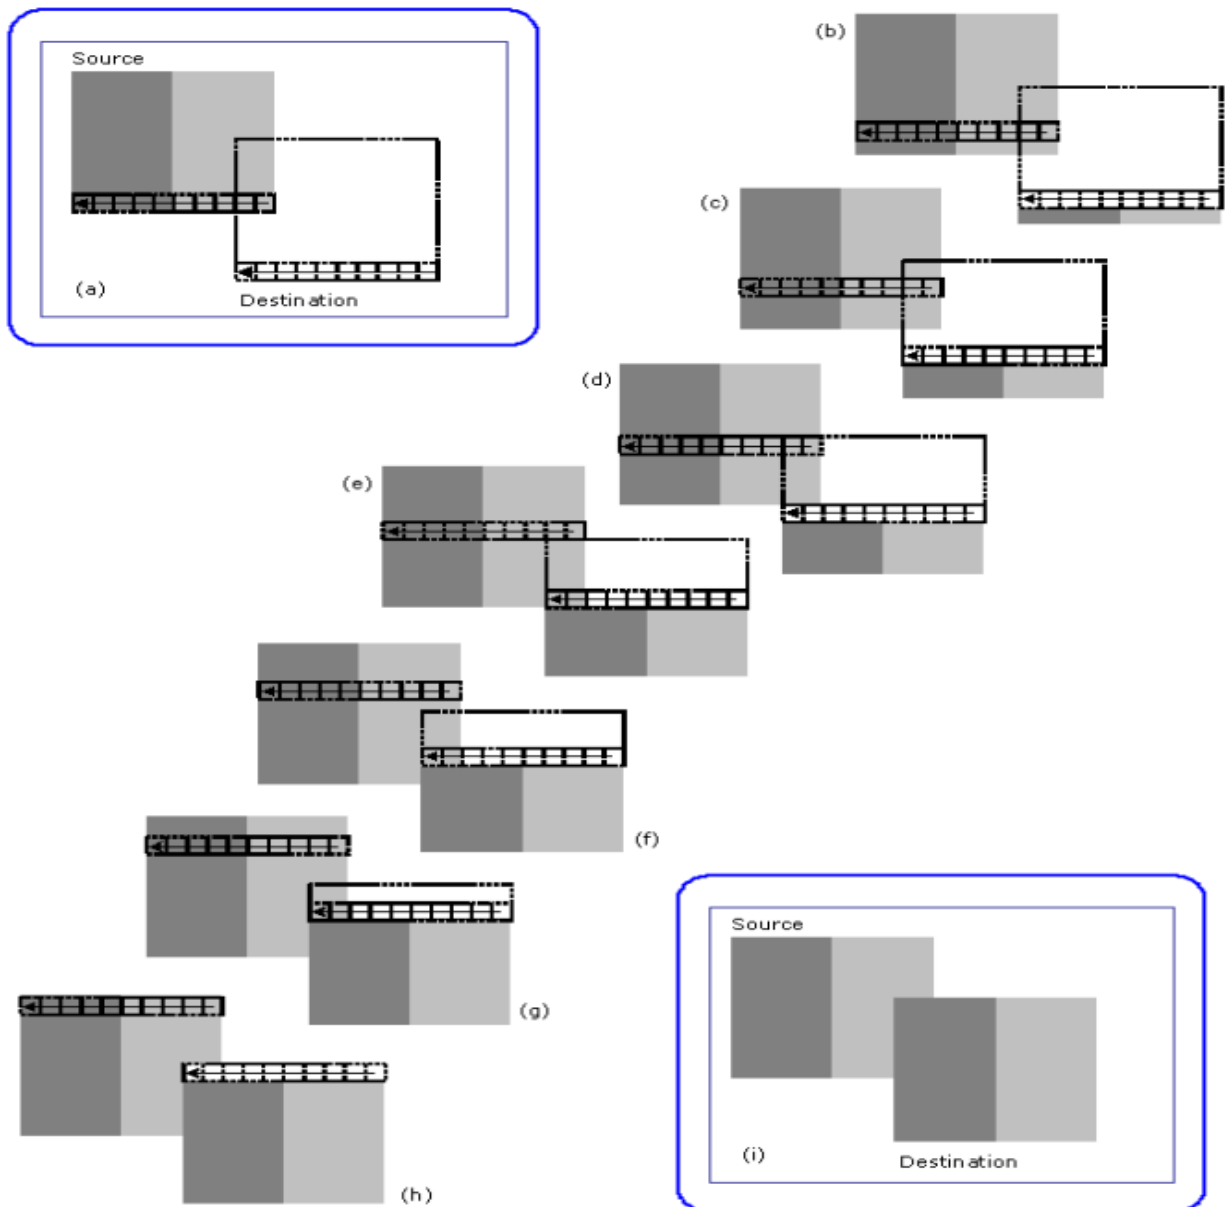 Source
(a)
Destination
(b)
(c)
(d)
(e)
(f)
(g)
(h)
Source
(i)
Destination